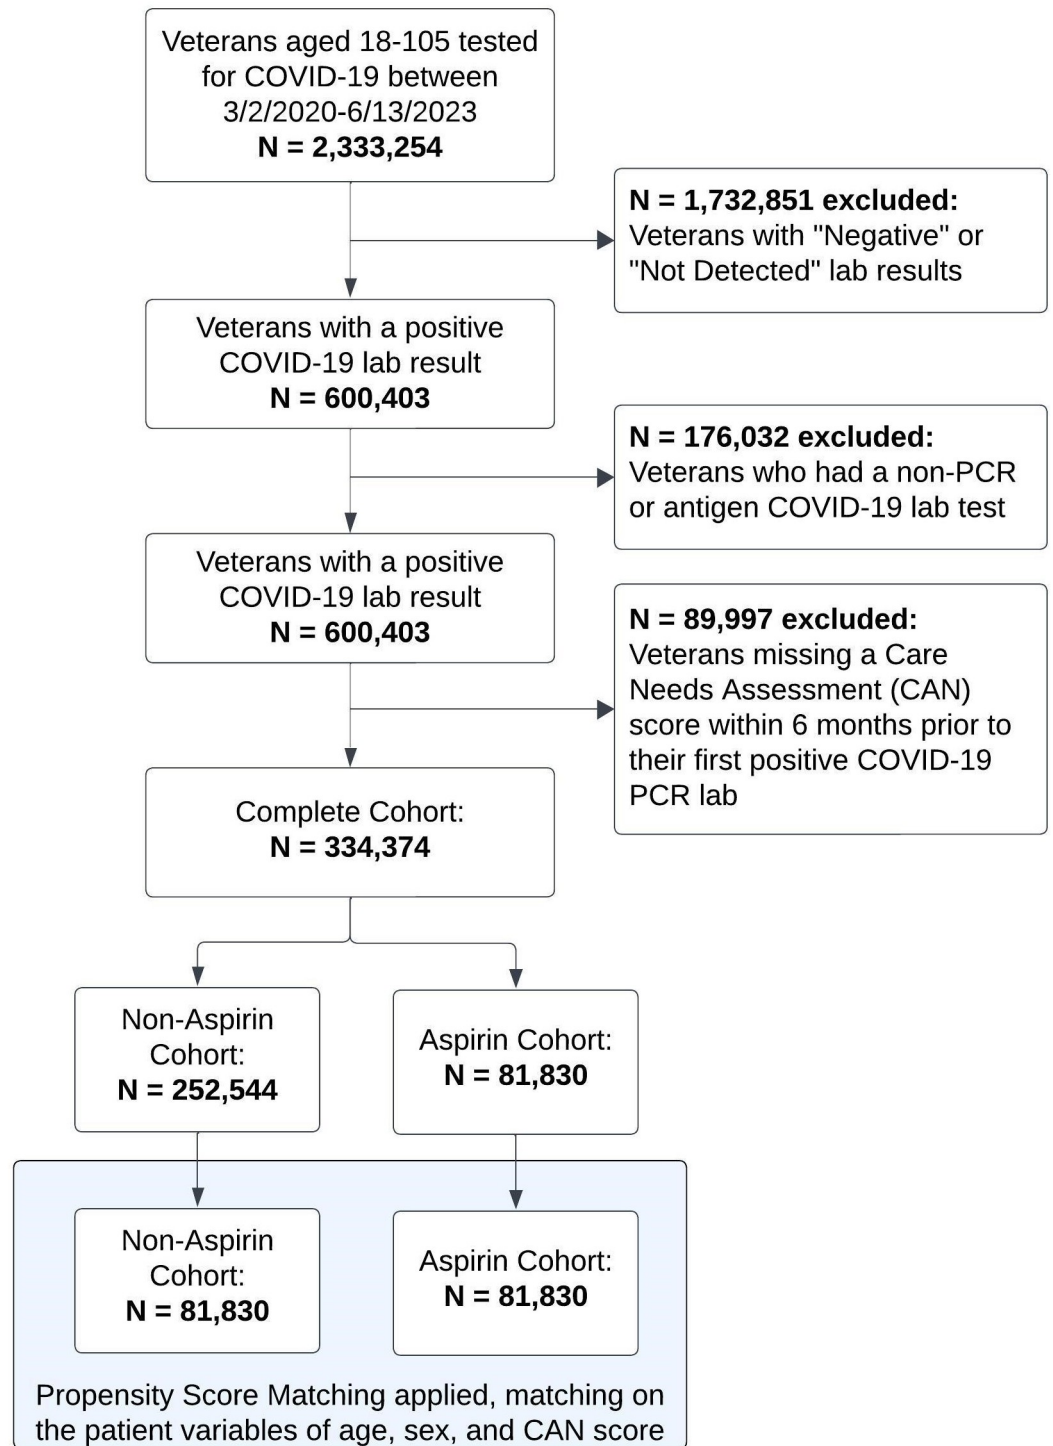 Veterans aged 18-105 tested
for COVID-19 between
3/2/2020-6/13/2023
N = 2,333,254
N = 1,732,851 excluded:
Veterans with "Negative" or
"Not Detected" lab results
Veterans with a positive
COVID-19 lab result
N = 600,403
N = 176,032 excluded:
Veterans who had a non-PCR
or antigen COVID-19 lab test
Veterans with a positive
COVID-19 lab result
N = 600,403
N = 89,997 excluded:
Veterans missing a Care
Needs Assessment (CAN)
score within 6 months prior to
their first positive COVID-19
PCR lab
Complete Cohort:
N = 334,374
Non-Aspirin
Cohort:
N = 252,544
Aspirin Cohort:
N = 81,830
Non-Aspirin
Cohort:
N = 81,830
Aspirin Cohort:
N = 81,830
Propensity Score Matching applied, matching on
the patient variables of age, sex, and CAN score